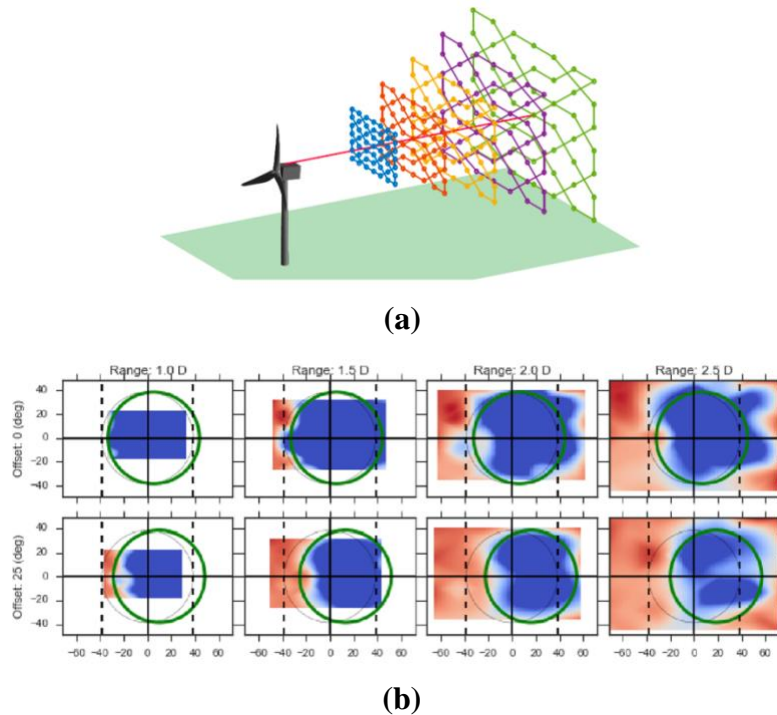 (a)
Range: 1.0 D Range: 1.5 D Range: 2.0 D Range: 2.5 D
Offset: 0 (deg)
40
20
0
−20
−40
Offset: 25 (deg)
40
20
0
−20
−40
−60 −40 −20 0 20 40 60 −60 −40 −20 0 20 40 60 −60 −40 −20 0 20 40 60 −60 −40 −20 0 20 40 60
(b)